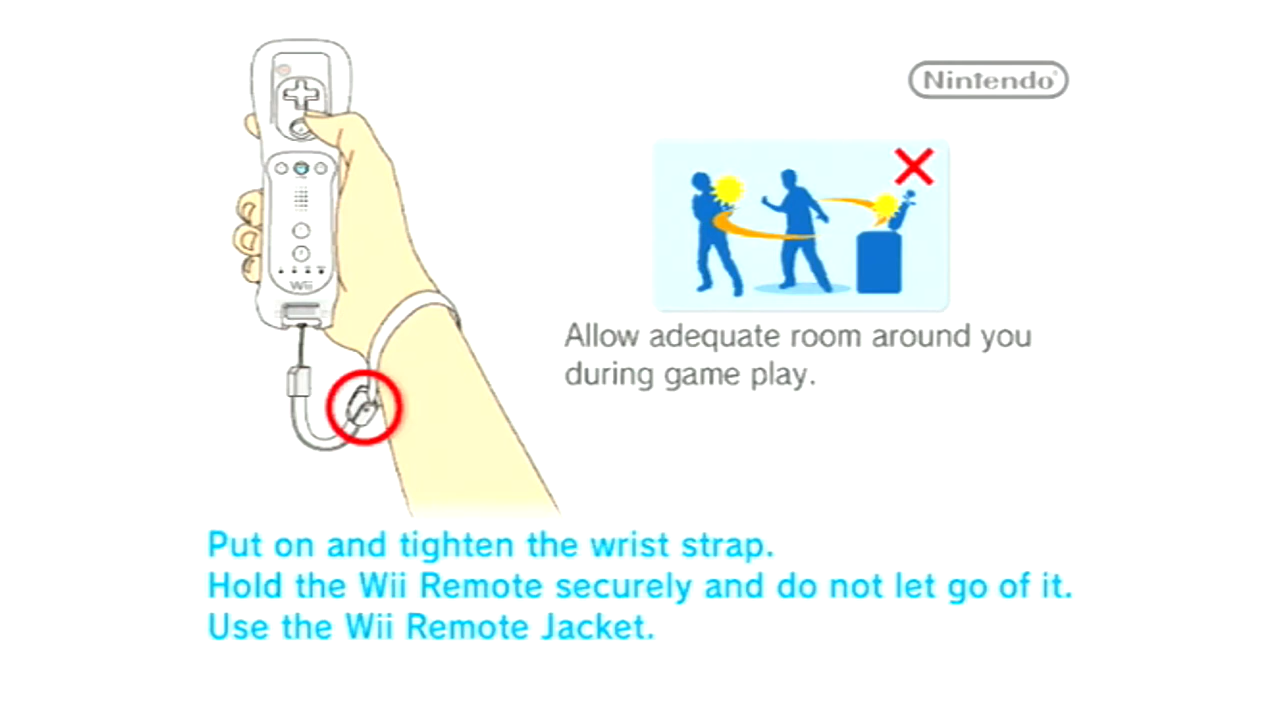 Nintendo
Wii
Allow adequate room around you
during game play.
Put on and tighten the wrist strap.
Hold the Wii Remote securely and do not let go of it.
Use the Wii Remote Jacket.